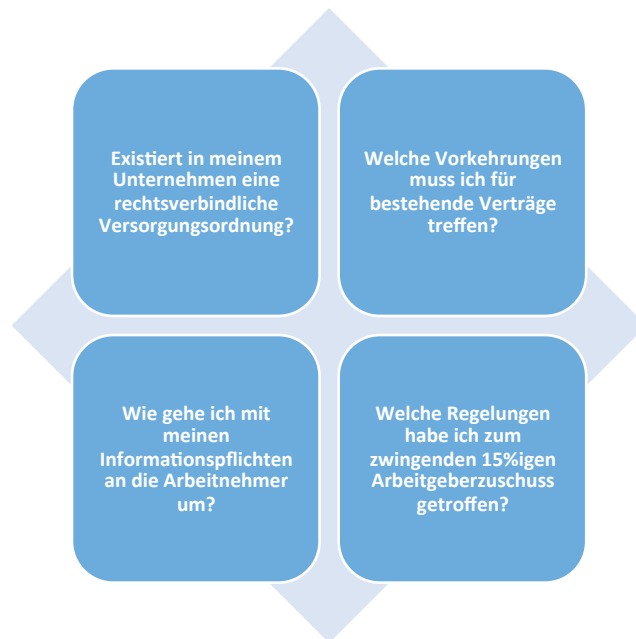 Existiert in meinem
Unternehmen eine
rechtsverbindliche
Versorgungsordnung?
Welche Vorkehrungen
muss ich für
bestehende Verträge
treffen?
Wie gehe ich mit
meinen
Informationspflichten
an die Arbeitnehmer
um?
Welche Regelungen
habe ich zum
zwingenden 15%igen
Arbeitgeberzuschuss
getroffen?